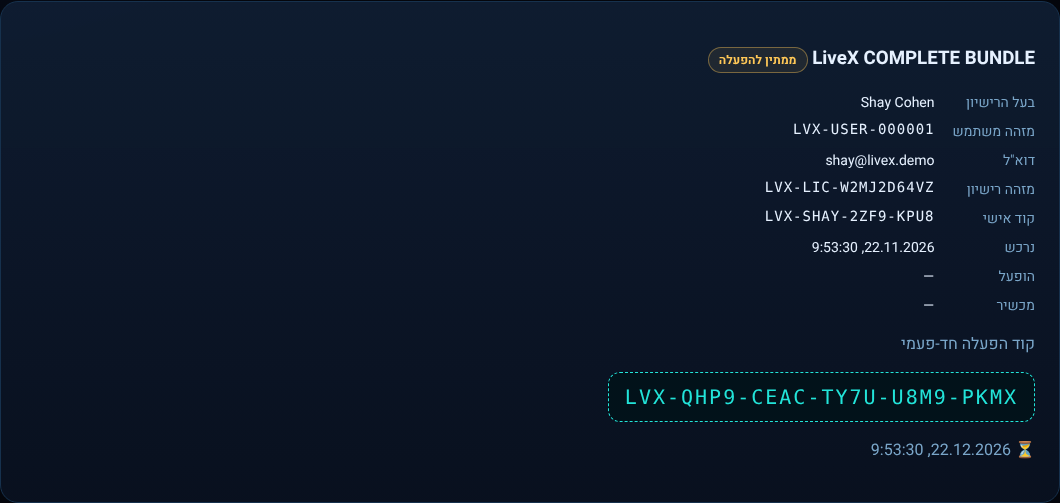 LiveX COMPLETE BUNDLE ממתין להפעלה
בעל הרישיון Shay Cohen
מזהה משתמש LVX-USER-000001
דוא"ל shay@livex.demo
מזהה רישיון LVX-LIC-W2MJ2D64VZ
קוד אישי LVX-SHAY-2ZF9-KPU8
נרכש 22.11.2026, 9:53:30
הופעל —
מכשיר —
קוד הפעלה חד-פעמי
LVX-QHP9-CEAC-TY7U-U8M9-PKMX
⏳ 22.12.2026, 9:53:30